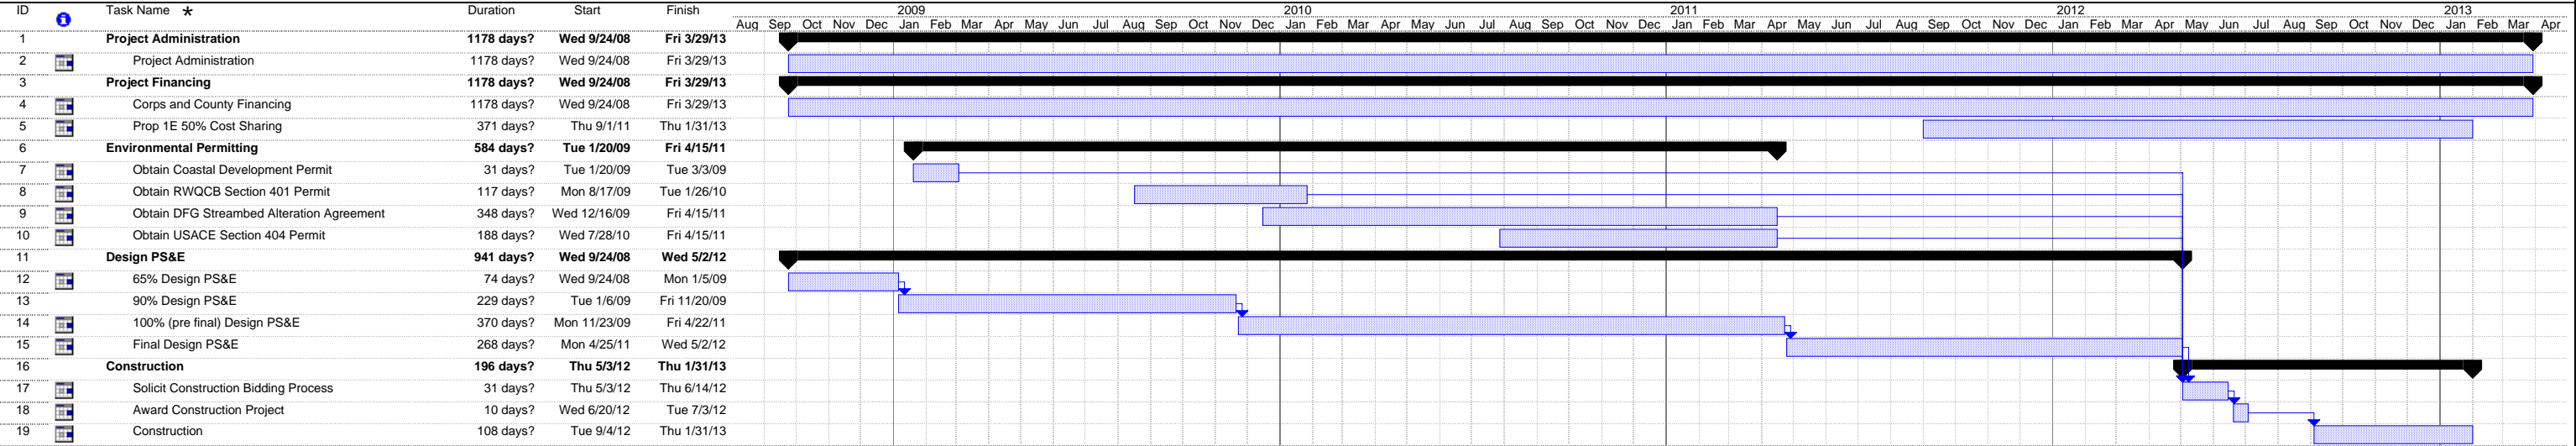 ID Task Name * Duration Start Finish
2009 2010 2011 2012 2013
Aug Sep Oct Nov Dec Jan Feb Mar Apr May Jun Jul Aug Sep Oct Nov Dec Jan Feb Mar Apr May Jun Jul Aug Sep Oct Nov Dec Jan Feb Mar Apr May Jun Jul Aug Sep Oct Nov Dec Jan Feb Mar Apr May Jun Jul Aug Sep Oct Nov Dec Jan Feb Mar Apr
1 Project Administration 1178 days? Wed 9/24/08 Fri 3/29/13
2 Project Administration 1178 days? Wed 9/24/08 Fri 3/29/13
3 Project Financing 1178 days? Wed 9/24/08 Fri 3/29/13
4 Corps and County Financing 1178 days? Wed 9/24/08 Fri 3/29/13
5 Prop 1E 50% Cost Sharing 371 days? Thu 9/1/11 Thu 1/31/13
6 Environmental Permitting 584 days? Tue 1/20/09 Fri 4/15/11
7 Obtain Coastal Development Permit 31 days? Tue 1/20/09 Tue 3/3/09
8 Obtain RWQCB Section 401 Permit 117 days? Mon 8/17/09 Tue 1/26/10
9 Obtain DFG Streambed Alteration Agreement 348 days? Wed 12/16/09 Fri 4/15/11
10 Obtain USACE Section 404 Permit 188 days? Wed 7/28/10 Fri 4/15/11
11 Design PS&E 941 days? Wed 9/24/08 Wed 5/2/12
12 65% Design PS&E 74 days? Wed 9/24/08 Mon 1/5/09
13 90% Design PS&E 229 days? Tue 1/6/09 Fri 11/20/09
14 100% (pre final) Design PS&E 370 days? Mon 11/23/09 Fri 4/22/11
15 Final Design PS&E 268 days? Mon 4/25/11 Wed 5/2/12
16 Construction 196 days? Thu 5/3/12 Thu 1/31/13
17 Solicit Construction Bidding Process 31 days? Thu 5/3/12 Thu 6/14/12
18 Award Construction Project 10 days? Wed 6/20/12 Tue 7/3/12
19 Construction 108 days? Tue 9/4/12 Thu 1/31/13